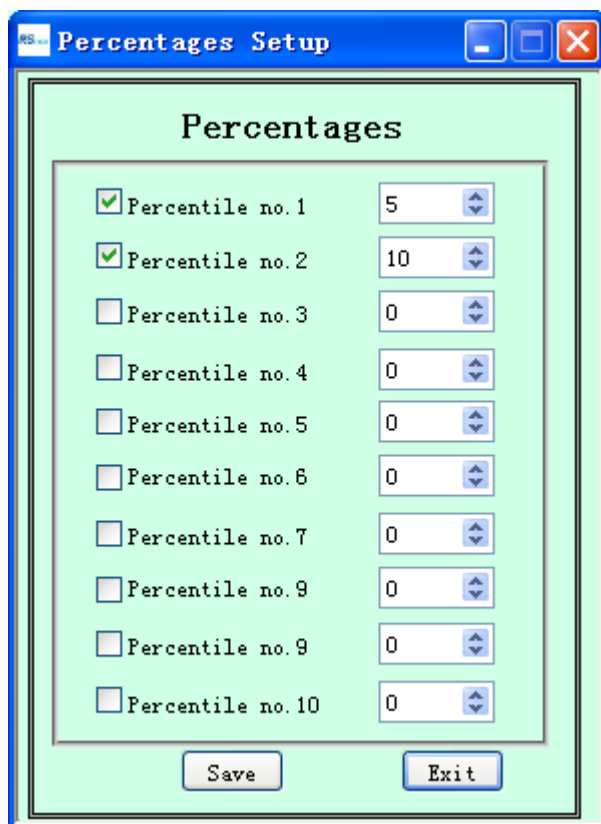 Percentages Setup
Percentages
Percentile no.1 5
Percentile no.2 10
Percentile no.3 0
Percentile no.4 0
Percentile no.5 0
Percentile no.6 0
Percentile no.7 0
Percentile no.9 0
Percentile no.9 0
Percentile no.10 0
Save Exit